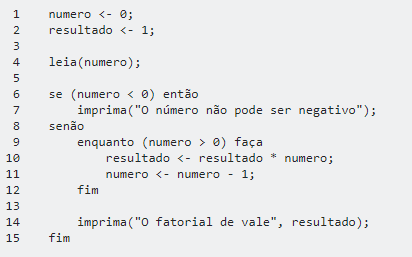 1 numero <- 0;
2 resultado <- 1;
3
4 leia(numero);
5
6 se (numero < 0) então
7 imprima("O número não pode ser negativo");
8 senão
9 enquanto (numero > 0) faça
10 resultado <- resultado * numero;
11 numero <- numero - 1;
12 fim
13
14 imprima("O fatorial de vale", resultado);
15 fim